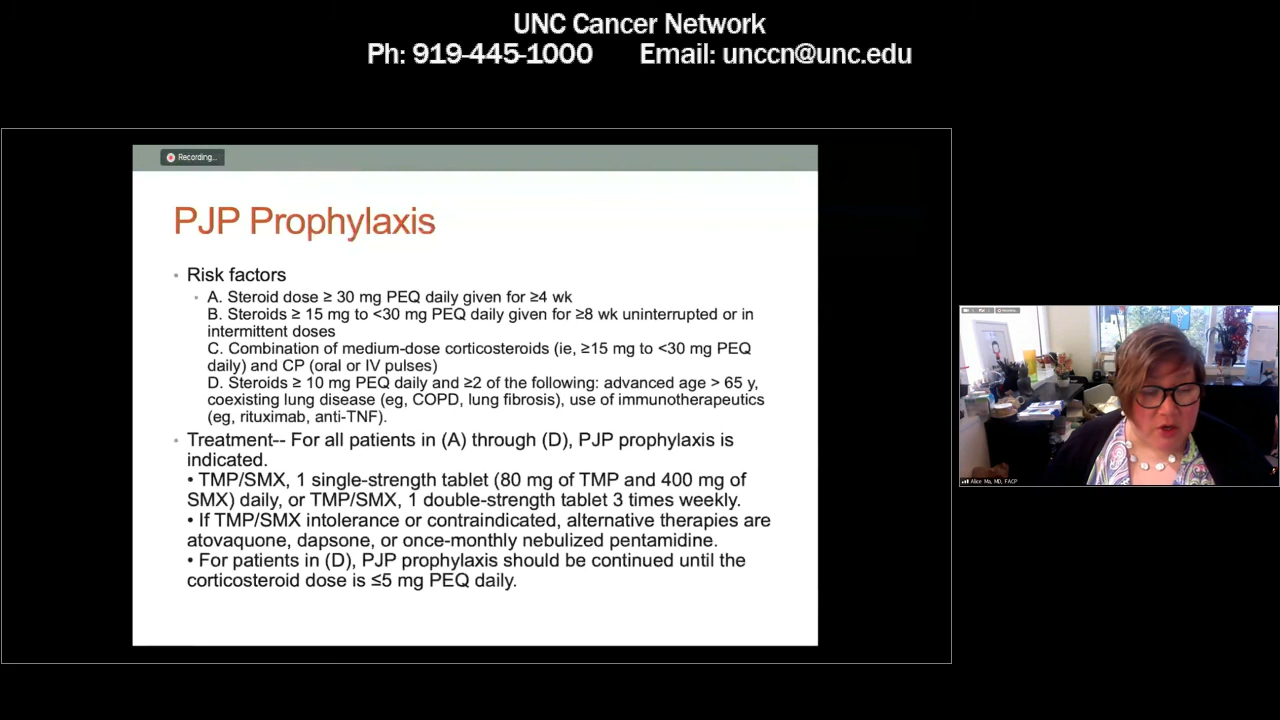 UNC Cancer Network
Ph: 919-445-1000 Email: unccn@unc.edu
Recording...
PJP Prophylaxis
• Risk factors
• A. Steroid dose ≥ 30 mg PEQ daily given for ≥4 wk
B. Steroids ≥ 15 mg to <30 mg PEQ daily given for ≥8 wk uninterrupted or in
intermittent doses
C. Combination of medium-dose corticosteroids (ie, ≥15 mg to <30 mg PEQ
daily) and CP (oral or IV pulses)
D. Steroids ≥ 10 mg PEQ daily and ≥2 of the following: advanced age > 65 y,
coexisting lung disease (eg, COPD, lung fibrosis), use of immunotherapeutics
(eg, rituximab, anti-TNF).
• Treatment-- For all patients in (A) through (D), PJP prophylaxis is
indicated.
• TMP/SMX, 1 single-strength tablet (80 mg of TMP and 400 mg of
SMX) daily, or TMP/SMX, 1 double-strength tablet 3 times weekly.
• If TMP/SMX intolerance or contraindicated, alternative therapies are
atovaquone, dapsone, or once-monthly nebulized pentamidine.
• For patients in (D), PJP prophylaxis should be continued until the
corticosteroid dose is ≤5 mg PEQ daily.
Alice Ma, MD, FACP